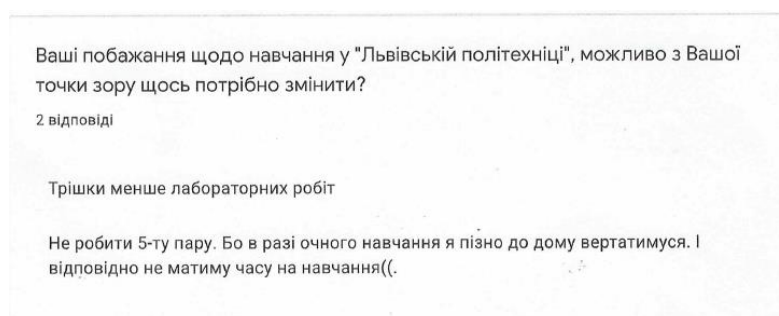 Ваші побажання щодо навчання у "Львівській політехніці", можливо з Вашої
точки зору щось потрібно змінити?
2 відповіді
Трішки менше лабораторних робіт
Не робити 5-ту пару. Бо в разі очного навчання я пізно до дому вертатимуся. І
відповідно не матиму часу на навчання((.